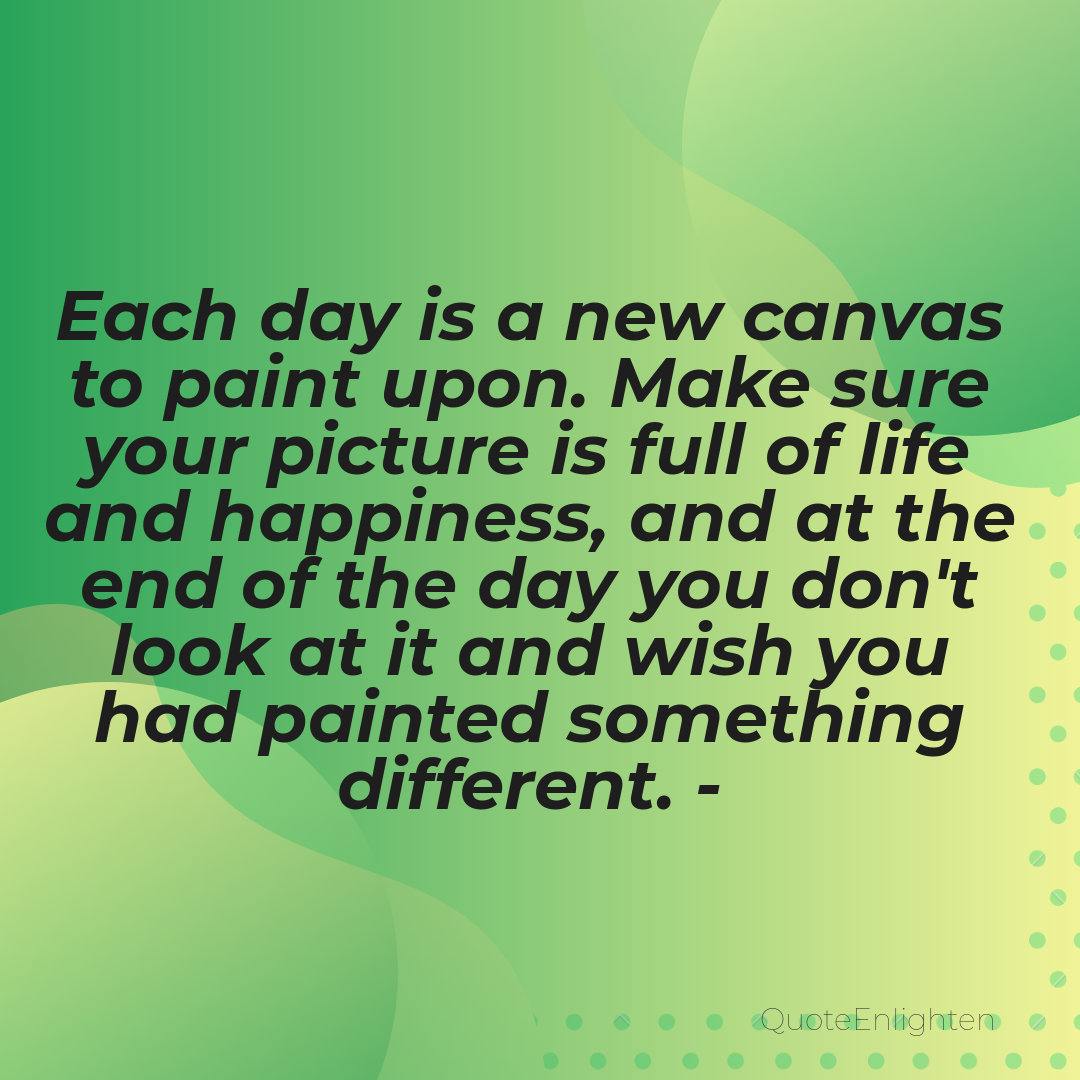 Each day is a new canvas
to paint upon. Make sure
your picture is full of life
and happiness, and at the
end of the day you don't
look at it and wish you
had painted something
different. -
QuoteEnlighten